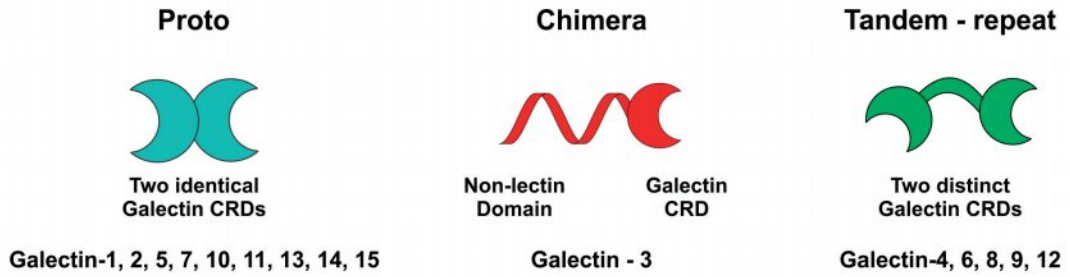 Proto
Chimera
Tandem - repeat
Two identical
Galectin CRDs
Non-lectin
Domain
Galectin
CRD
Two distinct
Galectin CRDs
Galectin-1, 2, 5, 7, 10, 11, 13, 14, 15
Galectin - 3
Galectin-4, 6, 8, 9, 12